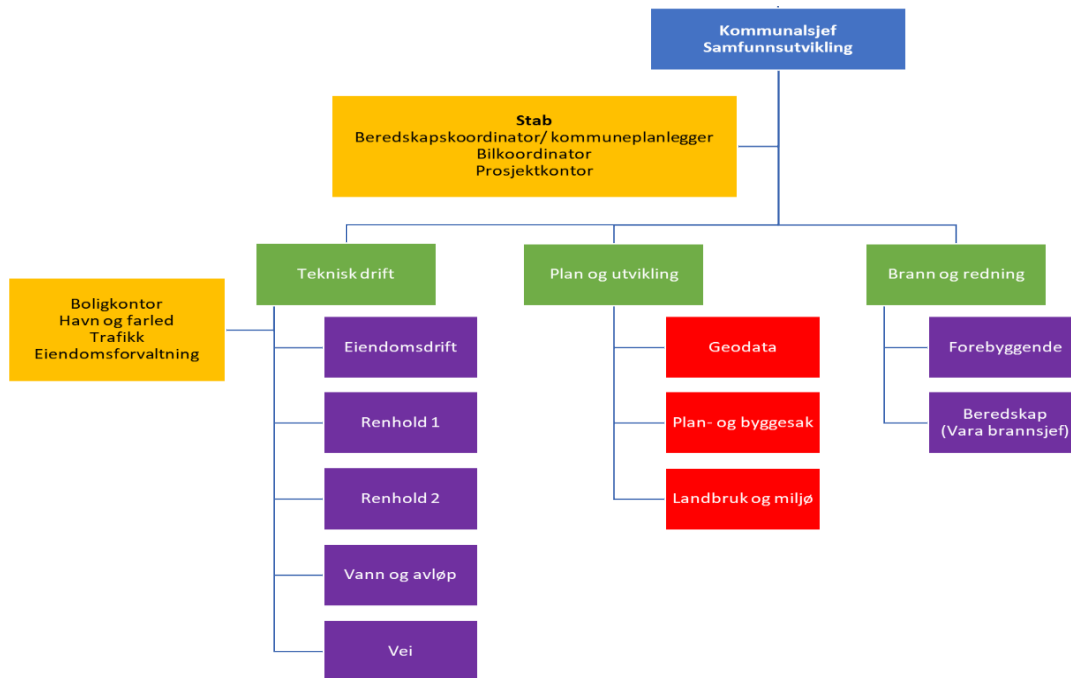 Kommunalsjef
Samfunnsutvikling
Stab
Beredskapskoordinator/ kommuneplanlegger
Bilkoordinator
Prosjektkontor
Teknisk drift
Plan og utvikling
Brann og redning
Boligkontor
Havn og farled
Trafikk
Eiendomsforvaltning
Eiendomsdrift
Geodata
Forebyggende
Renhold 1
Plan- og byggesak
Beredskap
(Vara brannsjef)
Renhold 2
Landbruk og miljø
Vann og avløp
Vei